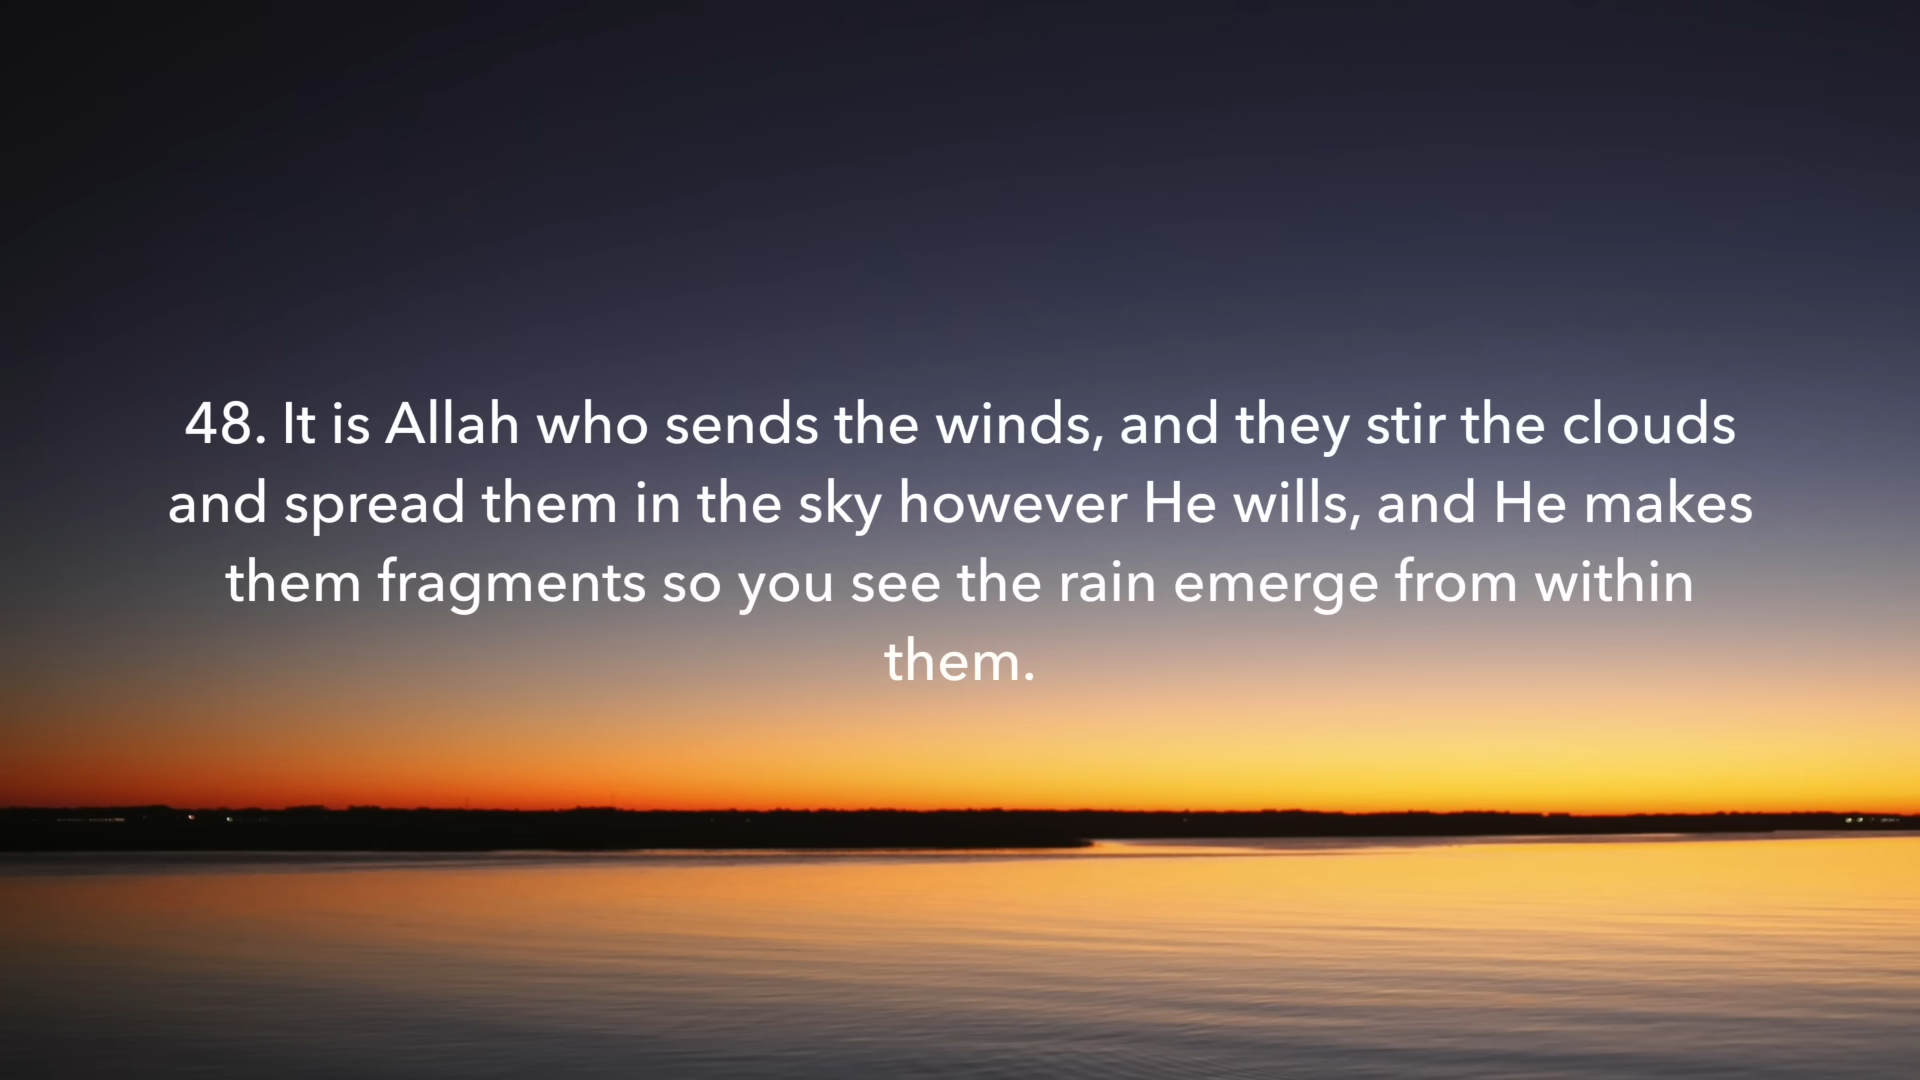 48. It is Allah who sends the winds, and they stir the clouds
and spread them in the sky however He wills, and He makes
them fragments so you see the rain emerge from within
them.